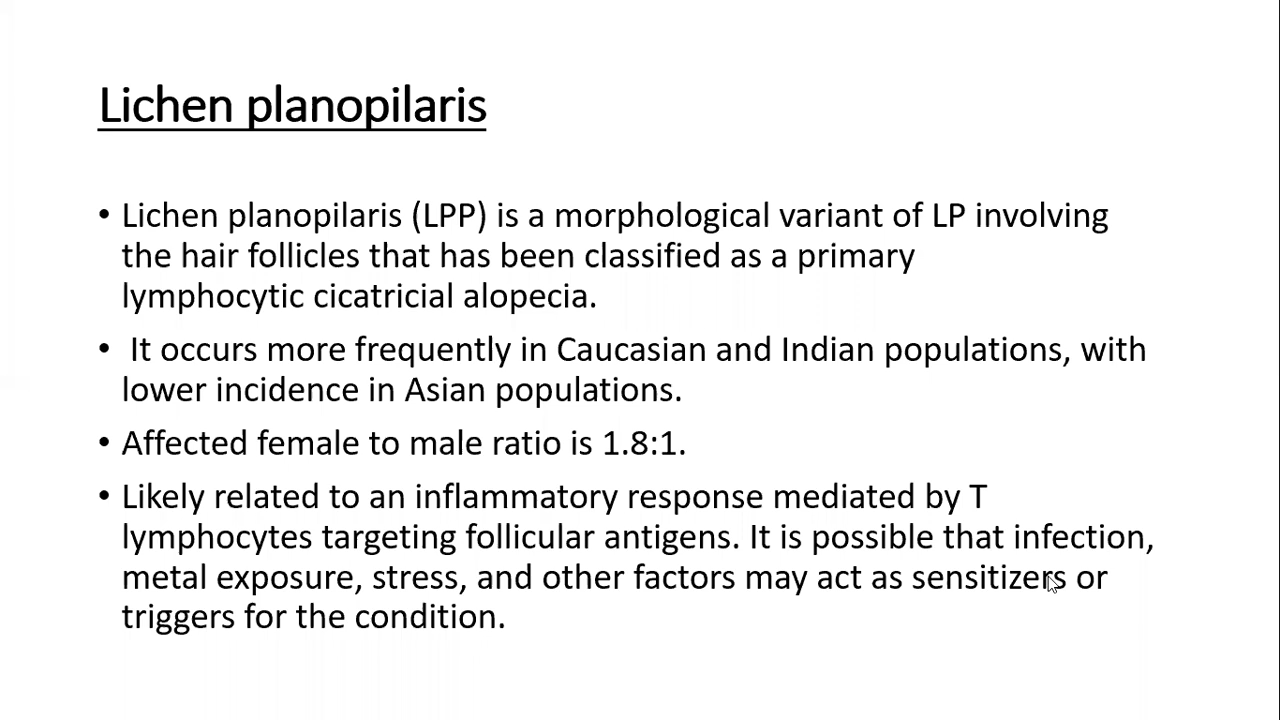 Lichen planopilaris
• Lichen planopilaris (LPP) is a morphological variant of LP involving
the hair follicles that has been classified as a primary
lymphocytic cicatricial alopecia.
• It occurs more frequently in Caucasian and Indian populations, with
lower incidence in Asian populations.
• Affected female to male ratio is 1.8:1.
• Likely related to an inflammatory response mediated by T
lymphocytes targeting follicular antigens. It is possible that infection,
metal exposure, stress, and other factors may act as sensitizers or
triggers for the condition.